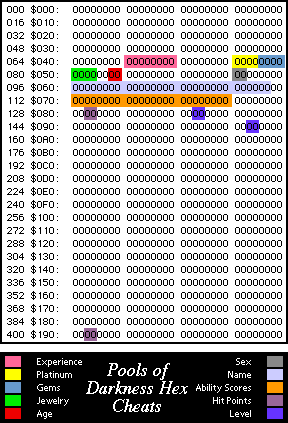 000 $000: 00000000 00000000 00000000 00000000
016 $010: 00000000 00000000 00000000 00000000
032 $020: 00000000 00000000 00000000 00000000
048 $030: 00000000 00000000 00000000 00000000
064 $040: 00000000 00000000 00000000 00000000
080 $050: 00000000 00000000 00000000 00000000
096 $060: 00000000 00000000 00000000 00000000
112 $070: 00000000 00000000 00000000 00000000
128 $080: 00000000 00000000 00000000 00000000
144 $090: 00000000 00000000 00000000 00000000
160 $0A0: 00000000 00000000 00000000 00000000
176 $0B0: 00000000 00000000 00000000 00000000
192 $0C0: 00000000 00000000 00000000 00000000
208 $0D0: 00000000 00000000 00000000 00000000
224 $0E0: 00000000 00000000 00000000 00000000
240 $0F0: 00000000 00000000 00000000 00000000
256 $100: 00000000 00000000 00000000 00000000
272 $110: 00000000 00000000 00000000 00000000
288 $120: 00000000 00000000 00000000 00000000
304 $130: 00000000 00000000 00000000 00000000
320 $140: 00000000 00000000 00000000 00000000
336 $150: 00000000 00000000 00000000 00000000
352 $160: 00000000 00000000 00000000 00000000
368 $170: 00000000 00000000 00000000 00000000
384 $180: 00000000 00000000 00000000 00000000
400 $190: 00000000 00000000 00000000 00000000
Experience
Platinum
Gems
Jewelry
Age
Pools of
Darkness Hex
Cheats
Sex
Name
Ability Scores
Hit Points
Level